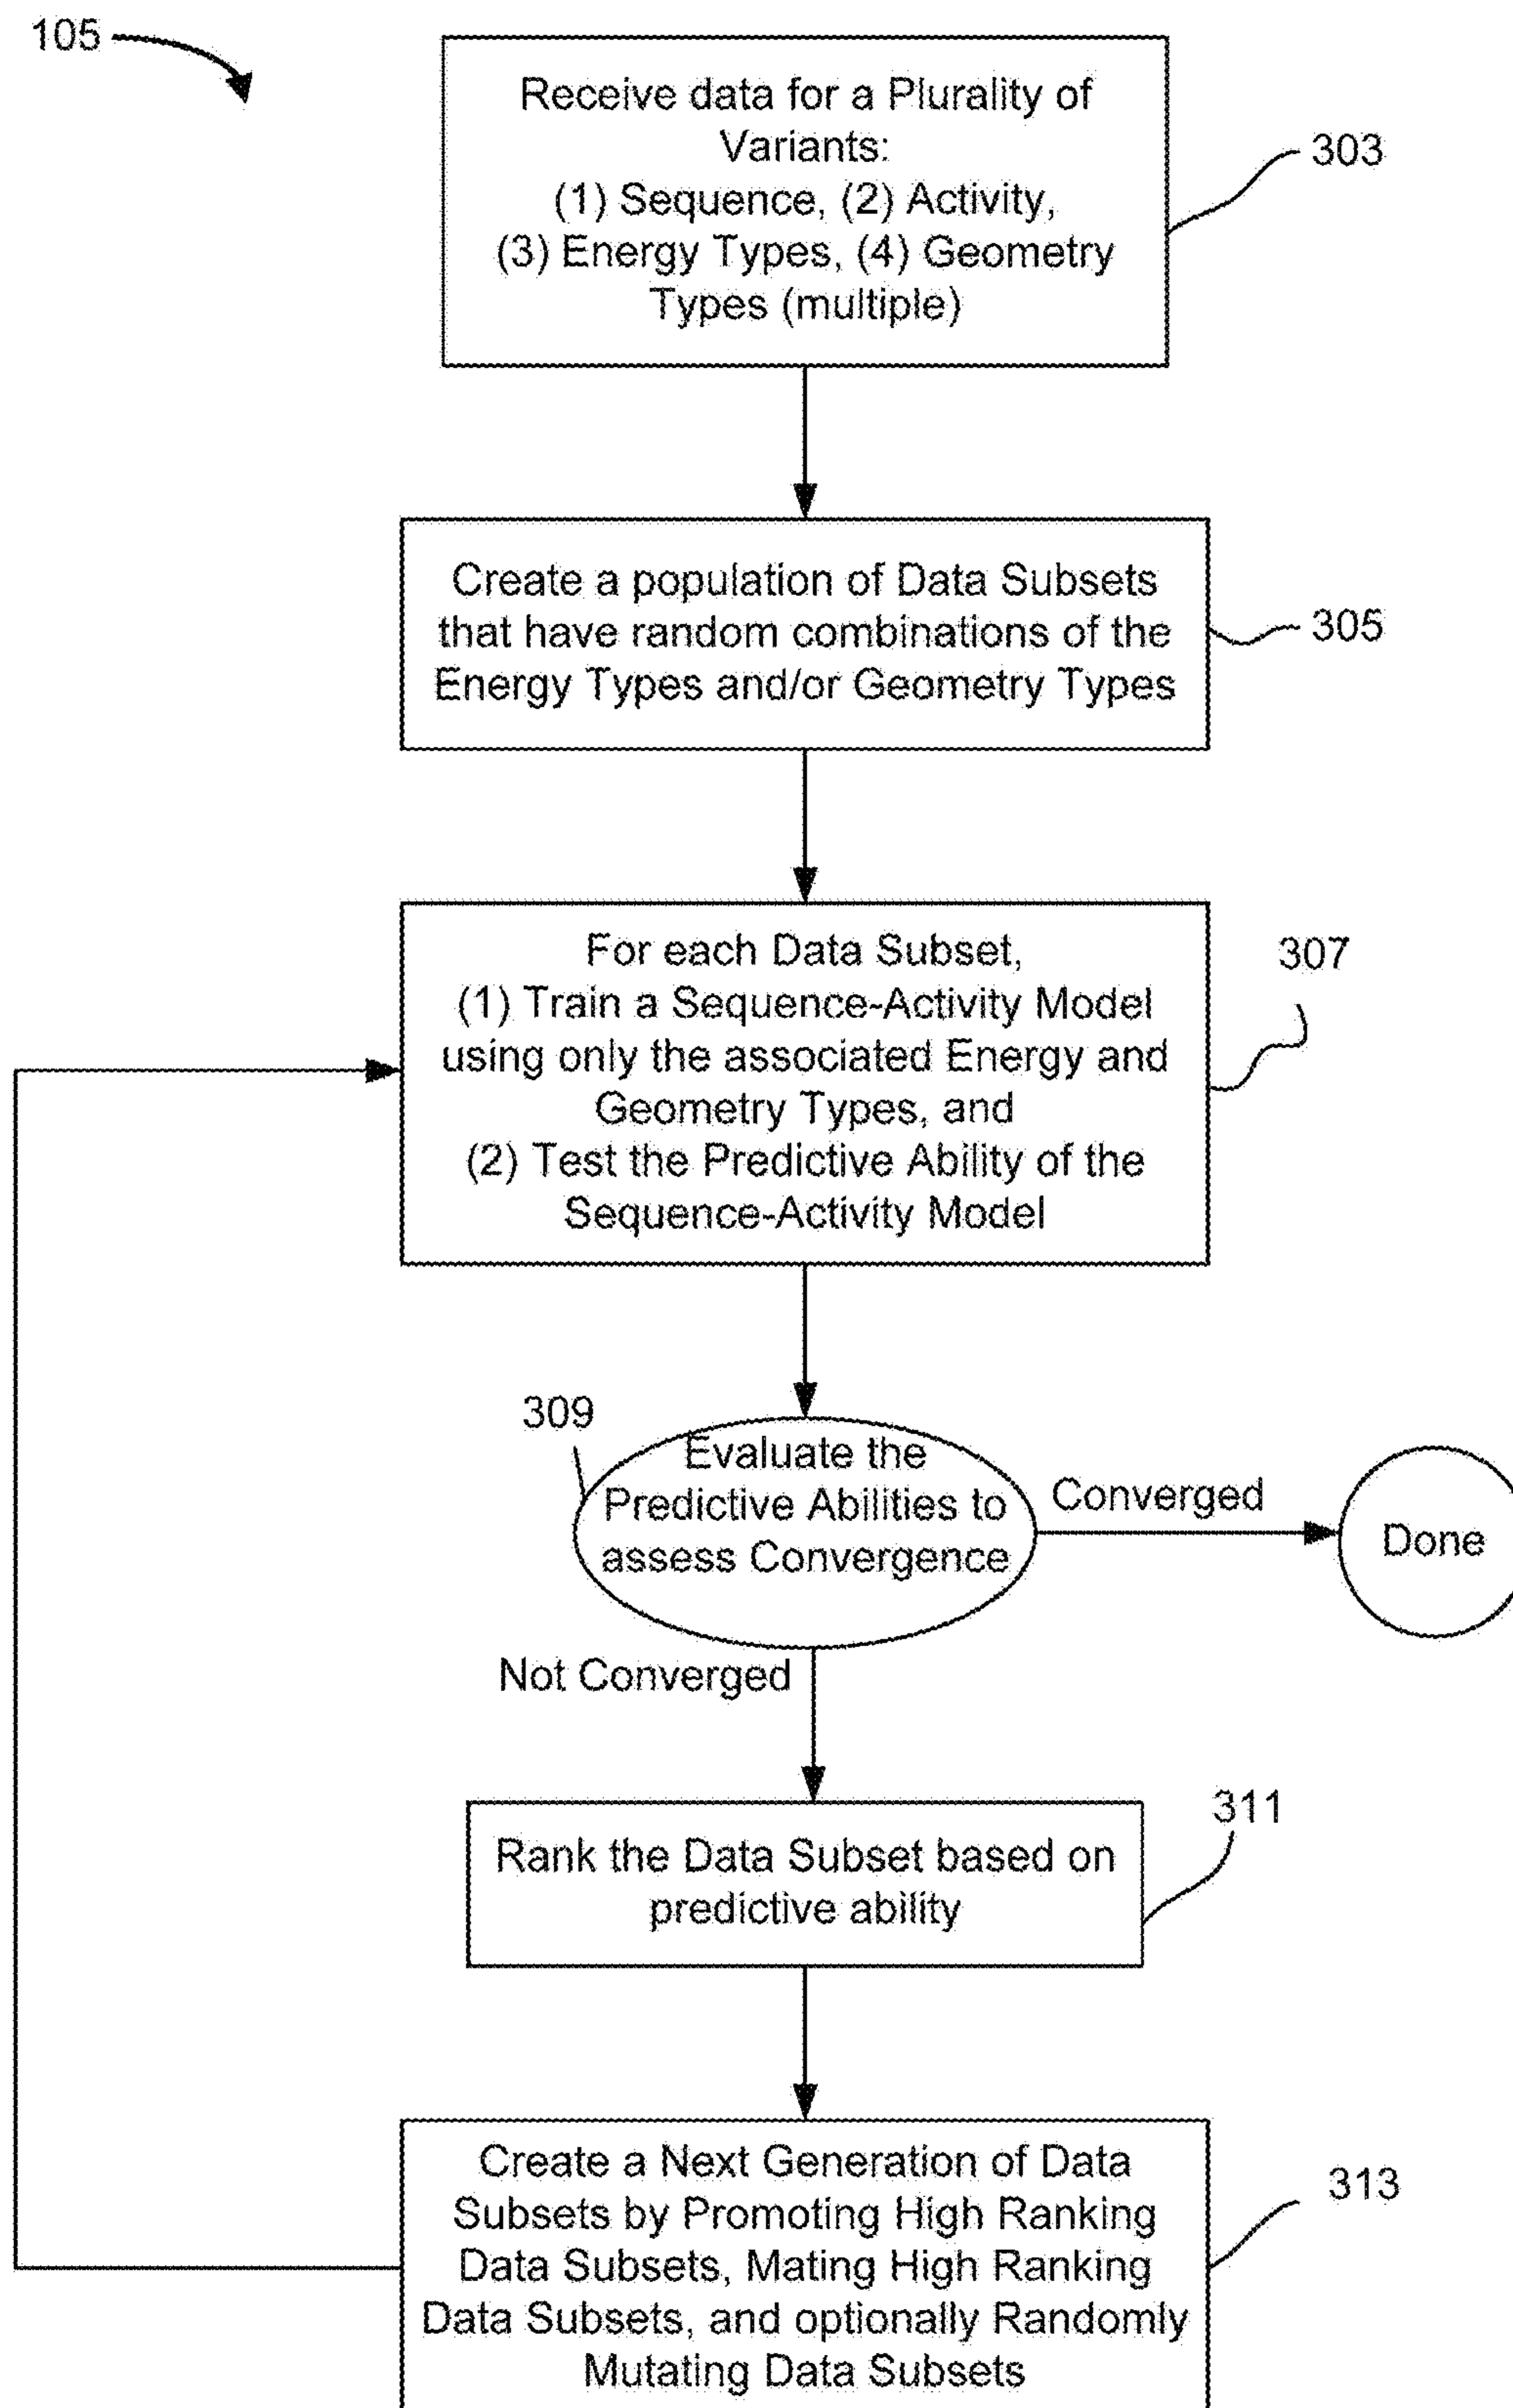 105
Receive data for a Plurality of
Variants:
(1) Sequence, (2) Activity,
(3) Energy Types, (4) Geometry
Types (multiple)
303
Create a population of Data Subsets
that have random combinations of the
Energy Types and/or Geometry Types
305
For each Data Subset,
(1) Train a Sequence-Activity Model
using only the associated Energy and
Geometry Types, and
(2) Test the Predictive Ability of the
Sequence-Activity Model
307
309
Evaluate the
Predictive Abilities to
assess Convergence
Converged
Done
Not Converged
311
Rank the Data Subset based on
predictive ability
Create a Next Generation of Data
Subsets by Promoting High Ranking
Data Subsets, Mating High Ranking
Data Subsets, and optionally Randomly
Mutating Data Subsets
313